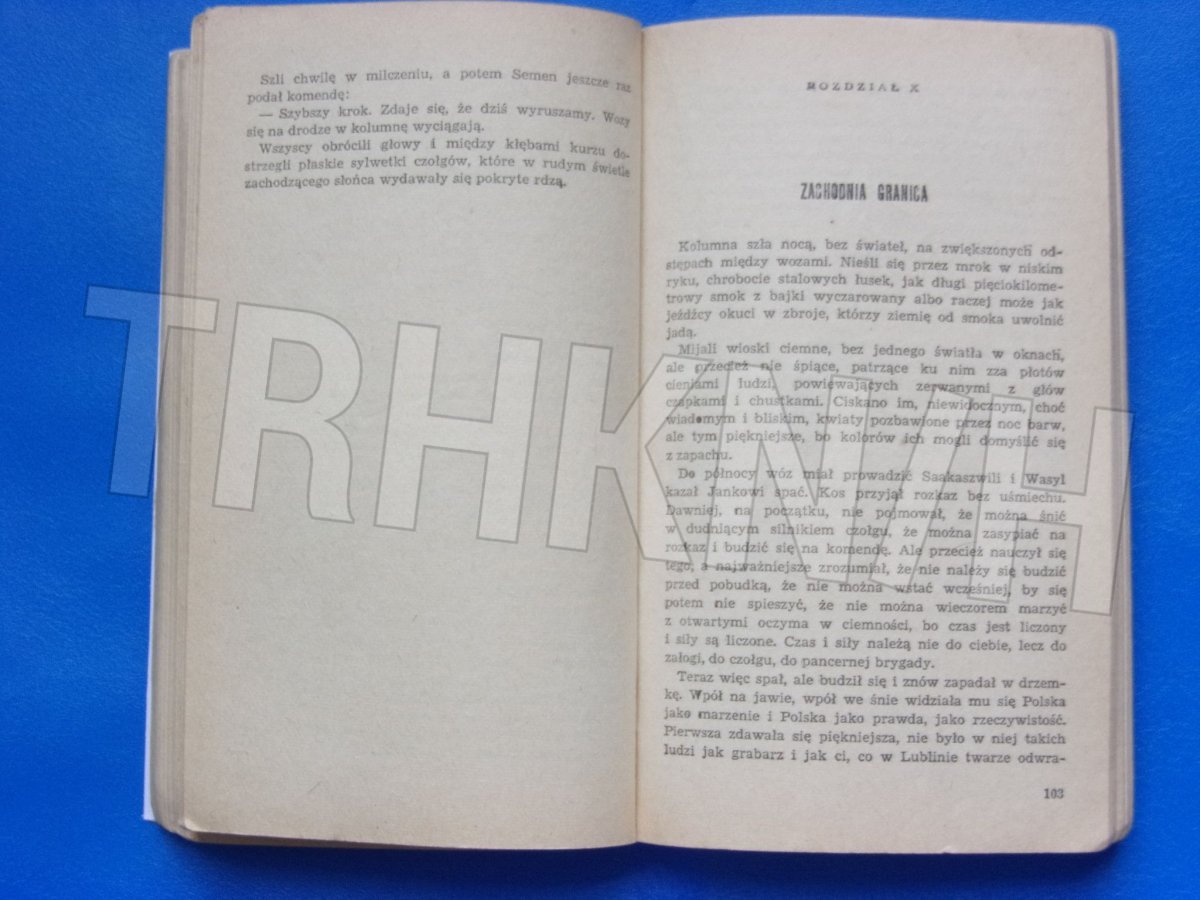 Szli chwilę w milczeniu, a potem Semen jeszcze raz
podał komendę:
— Szybszy krok. Zdaje się, że dziś wyruszamy. Wozy
się na drodze w kolumnę wyciągają.
Wszyscy obrócili głowy i między kłębami kurzu do-
strzegli płaskie sylwetki czołgów, które w rudym świetle
zachodzącego słońca wydawały się pokryte rdzą.
ROZDZIAŁ X
ZACHODNIA GRANICA
Kolumna szła nocą, bez świateł, na zwiększonych od-
stępach między wozami. Nieśli się przez mrok w niskim
ryku, chrobocie stalowych łusek, jak długi pięciokilome-
trowy smok z bajki wyczarowany albo raczej może jak
jeźdźcy okuci w zbroje, którzy ziemię od smoka uwolnić
jadą.
Mijali wioski ciemne, bez jednego światła w oknach,
ale przecież nie śpiące, patrzące ku nim zza płotów
cieniami ludzi, powiewających zerwanymi z głów
czapkami i chustkami. Ciskano im, niewidocznym, choć
wiadomym i bliskim, kwiaty pozbawione przez noc barw,
ale tym piękniejsze, bo kolorów ich mogli domyślić się
z zapachu.
Do północy wóz miał prowadzić Saakaszwili i Wasyl
kazał Jankowi spać. Kos przyjął rozkaz bez uśmiechu.
Dawniej, na początku, nie pojmował, że można śnić
w dudniącym silnikiem czołgu, że można zasypiać na
rozkaz i budzić się na komendę. Ale przecież nauczył się
tego, a najważniejsze zrozumiał, że nie należy się budzić
przed pobudką, że nie można wstać wcześniej, by się
potem nie spieszyć, że nie można wieczorem marzyć
z otwartymi oczyma w ciemności, bo czas jest liczony
i siły są liczone. Czas i siły należą nie do ciebie, lecz do
załogi, do czołgu, do pancernej brygady.
Teraz więc spał, ale budził się i znów zapadał w drzem-
kę. Wpół na jawie, wpół we śnie widziała mu się Polska
jako marzenie i Polska jako prawda, jako rzeczywistość.
Pierwsza zdawała się piękniejsza, nie było w niej takich
ludzi jak grabarz i jak ci, co w Lublinie twarze odwra-
103
TRHKNIH